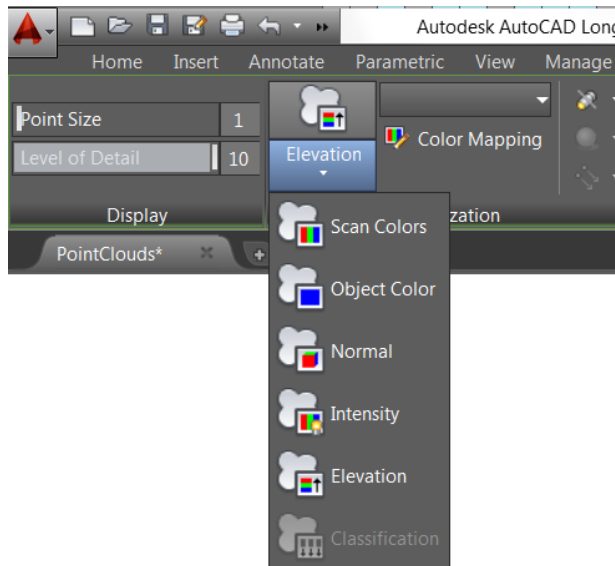 Autodesk AutoCAD Long
Home Insert Annotate Parametric View Manage
Point Size 1
Color Mapping
Level of Detail 10
Elevation
Display
zation
PointClouds*
Scan Colors
Object Color
Normal
Intensity
Elevation
Classification